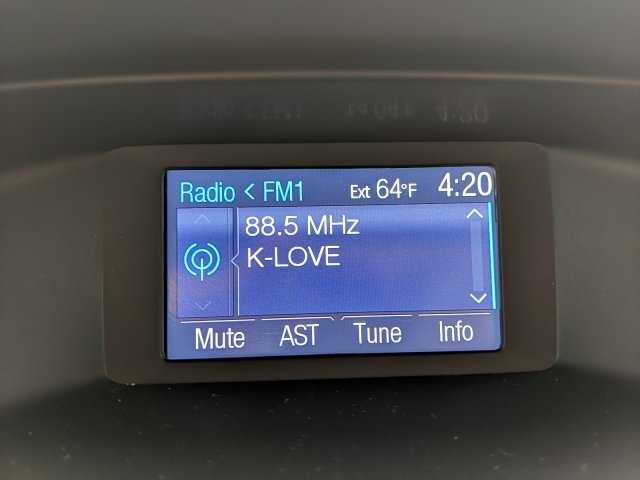 Radio < FM1 Ext 64°F 4:20
88.5 MHz
K-LOVE
Mute AST Tune Info